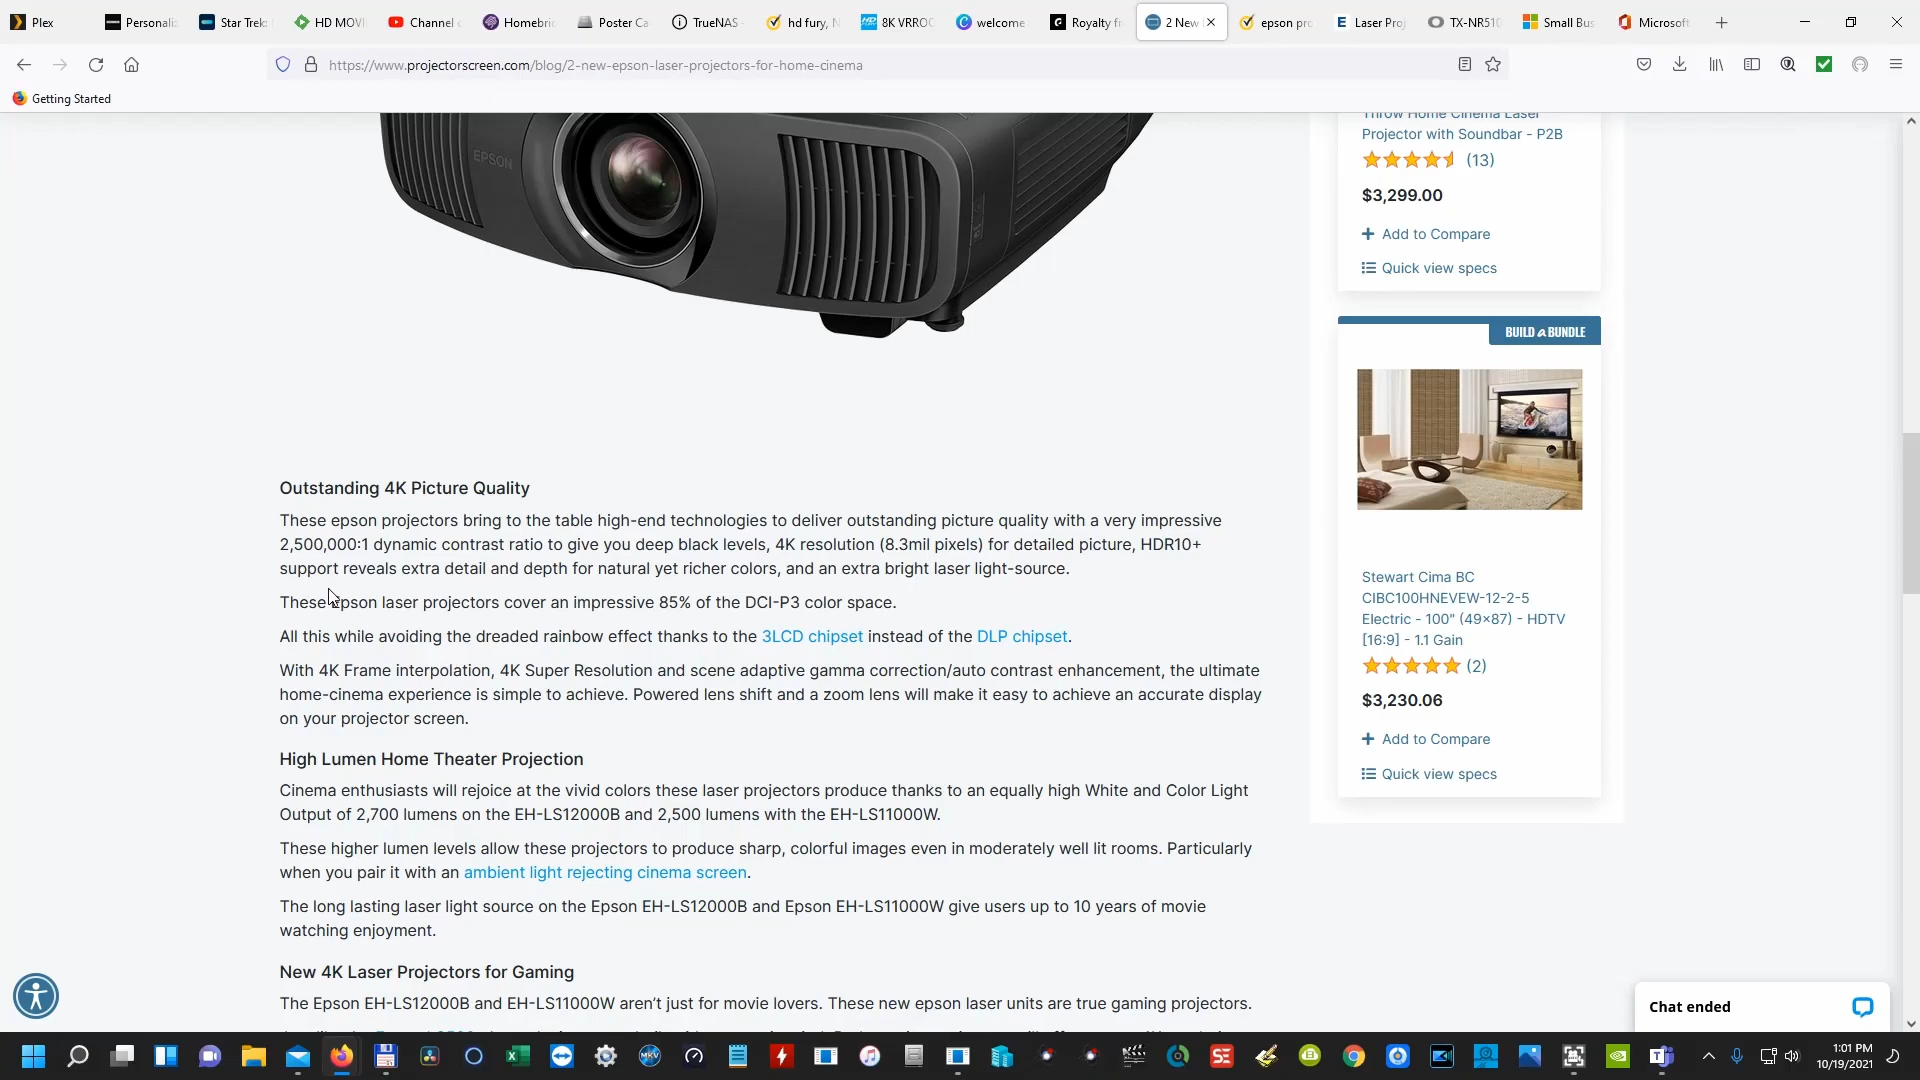 Plex
Personaliz
Star Trek:
HD MOVI
Channel c
Homebric
Poster Ca
TrueNAS -
hd fury, N
8K VRROO
welcome
Royalty fr
2 New
epson pro
Laser Proj
TX-NR510
Small Bus
Microsoft
https://www.projectorscreen.com/blog/2-new-epson-laser-projectors-for-home-cinema
Getting Started
EPSON
Throw Home Cinema Laser
Projector with Soundbar - P2B
(13)
$3,299.00
Add to Compare
Quick view specs
BUILD a BUNDLE
Stewart Cima BC
CIBC100HNEVEW-12-2-5
Electric - 100" (49x87) - HDTV
[16:9] - 1.1 Gain
(2)
$3,230.06
Add to Compare
Quick view specs
Outstanding 4K Picture Quality
These epson projectors bring to the table high-end technologies to deliver outstanding picture quality with a very impressive
2,500,000:1 dynamic contrast ratio to give you deep black levels, 4K resolution (8.3mil pixels) for detailed picture, HDR10+
support reveals extra detail and depth for natural yet richer colors, and an extra bright laser light-source.
These epson laser projectors cover an impressive 85% of the DCI-P3 color space.
All this while avoiding the dreaded rainbow effect thanks to the 3LCD chipset instead of the DLP chipset.
With 4K Frame interpolation, 4K Super Resolution and scene adaptive gamma correction/auto contrast enhancement, the ultimate
home-cinema experience is simple to achieve. Powered lens shift and a zoom lens will make it easy to achieve an accurate display
on your projector screen.
High Lumen Home Theater Projection
Cinema enthusiasts will rejoice at the vivid colors these laser projectors produce thanks to an equally high White and Color Light
Output of 2,700 lumens on the EH-LS12000B and 2,500 lumens with the EH-LS11000W.
These higher lumen levels allow these projectors to produce sharp, colorful images even in moderately well lit rooms. Particularly
when you pair it with an ambient light rejecting cinema screen.
The long lasting laser light source on the Epson EH-LS12000B and Epson EH-LS11000W give users up to 10 years of movie
watching enjoyment.
New 4K Laser Projectors for Gaming
The Epson EH-LS12000B and EH-LS11000W aren't just for movie lovers. These new epson laser units are true gaming projectors.
Chat ended
1:01 PM
10/19/2021